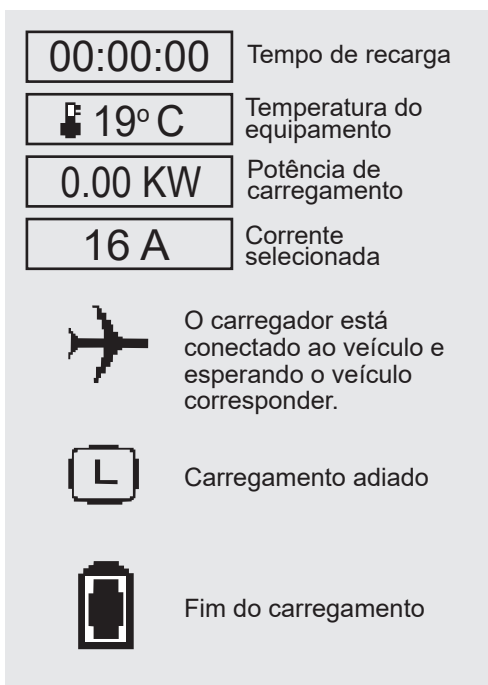 00:00:00 Tempo de recarga
19º C Temperatura do
equipamento
0.00 KW Potência de
carregamento
16 A Corrente
selecionada
O carregador está
conectado ao veículo e
esperando o veículo
corresponder.
L Carregamento adiado
Fim do carregamento